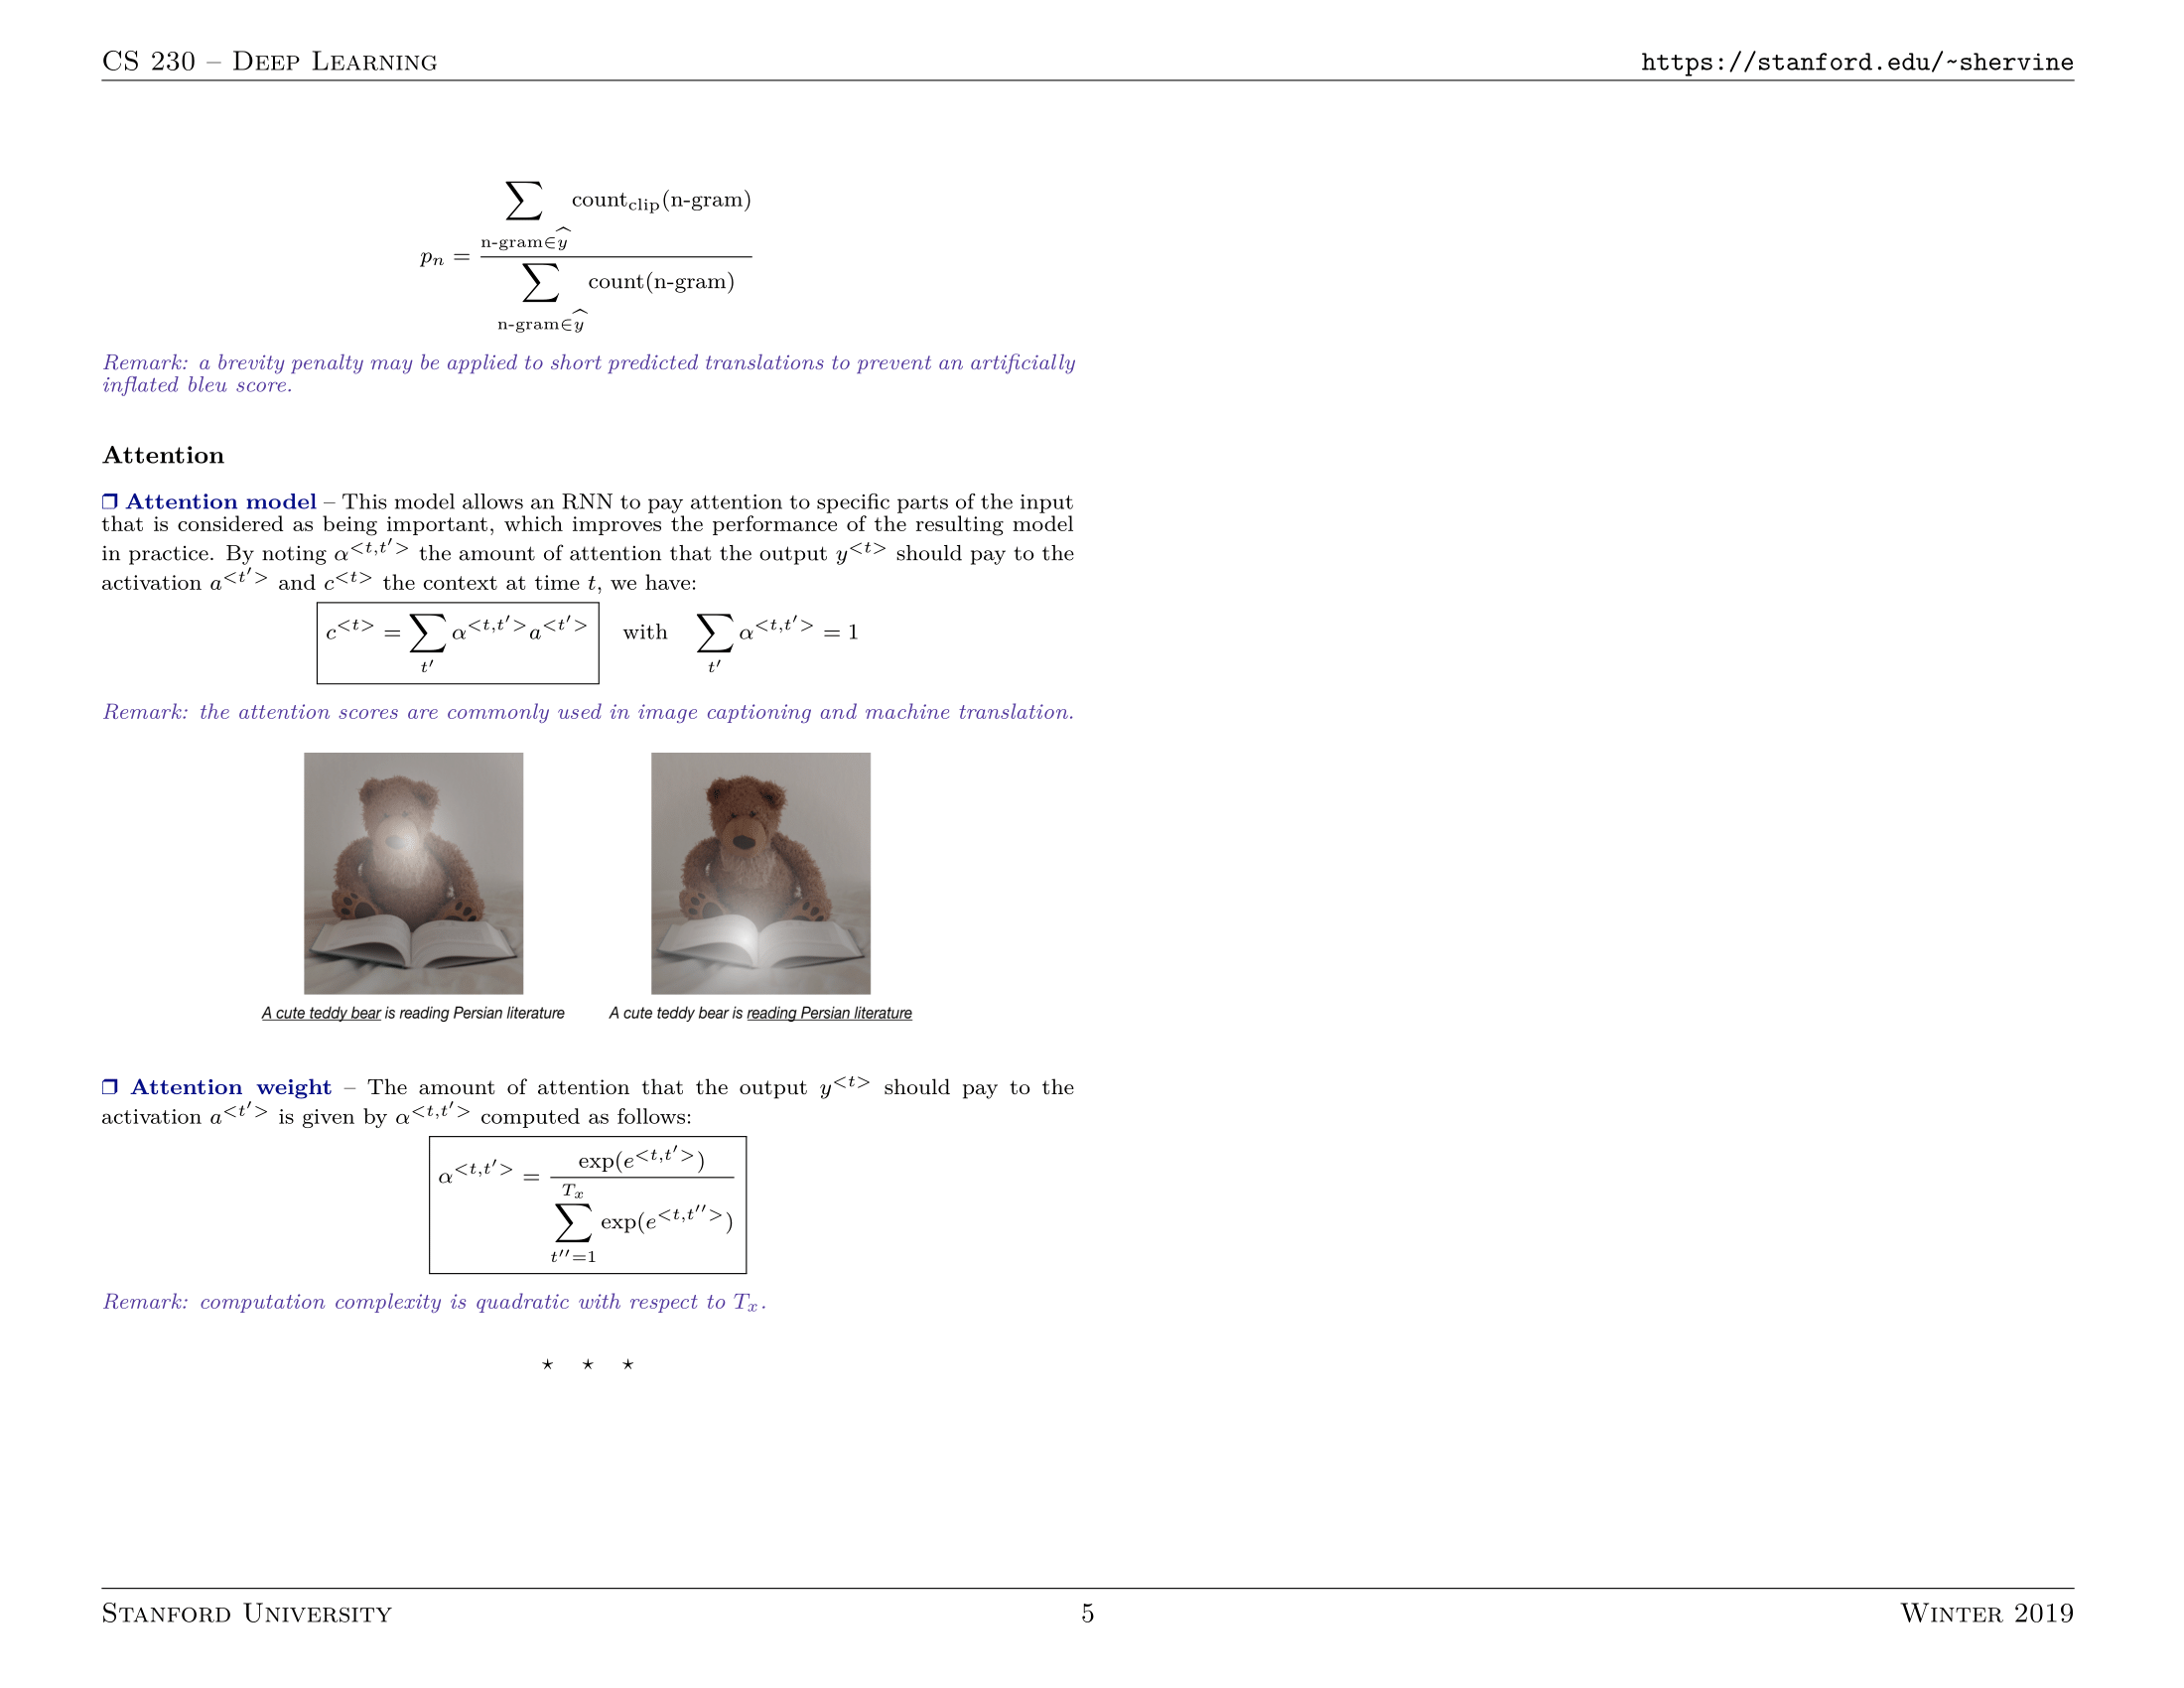 CS 230 – Deep Learning
https://stanford.edu/~shervine
p_n = \frac{\sum_{\text{n-gram} \in \widehat{y}} \text{count}_{\text{clip}}(\text{n-gram})}{\sum_{\text{n-gram} \in \widehat{y}} \text{count}(\text{n-gram})}
Remark: a brevity penalty may be applied to short predicted translations to prevent an artificially
inflated bleu score.
Attention
❐ Attention model – This model allows an RNN to pay attention to specific parts of the input
that is considered as being important, which improves the performance of the resulting model
in practice. By noting α^{<t,t′>} the amount of attention that the output y^{<t>} should pay to the
activation a^{<t′>} and c^{<t>} the context at time t, we have:
c^{<t>} = \sum_{t′} α^{<t,t′>} a^{<t′>} with \sum_{t′} α^{<t,t′>} = 1
Remark: the attention scores are commonly used in image captioning and machine translation.
A cute teddy bear is reading Persian literature
A cute teddy bear is reading Persian literature
❐ Attention weight – The amount of attention that the output y^{<t>} should pay to the
activation a^{<t′>} is given by α^{<t,t′>} computed as follows:
α^{<t,t′>} = \frac{\exp(e^{<t,t′>})}{\sum_{t′′=1}^{T_x} \exp(e^{<t,t′′>})}
Remark: computation complexity is quadratic with respect to T_x.
⋆ ⋆ ⋆
Stanford University
5
Winter 2019